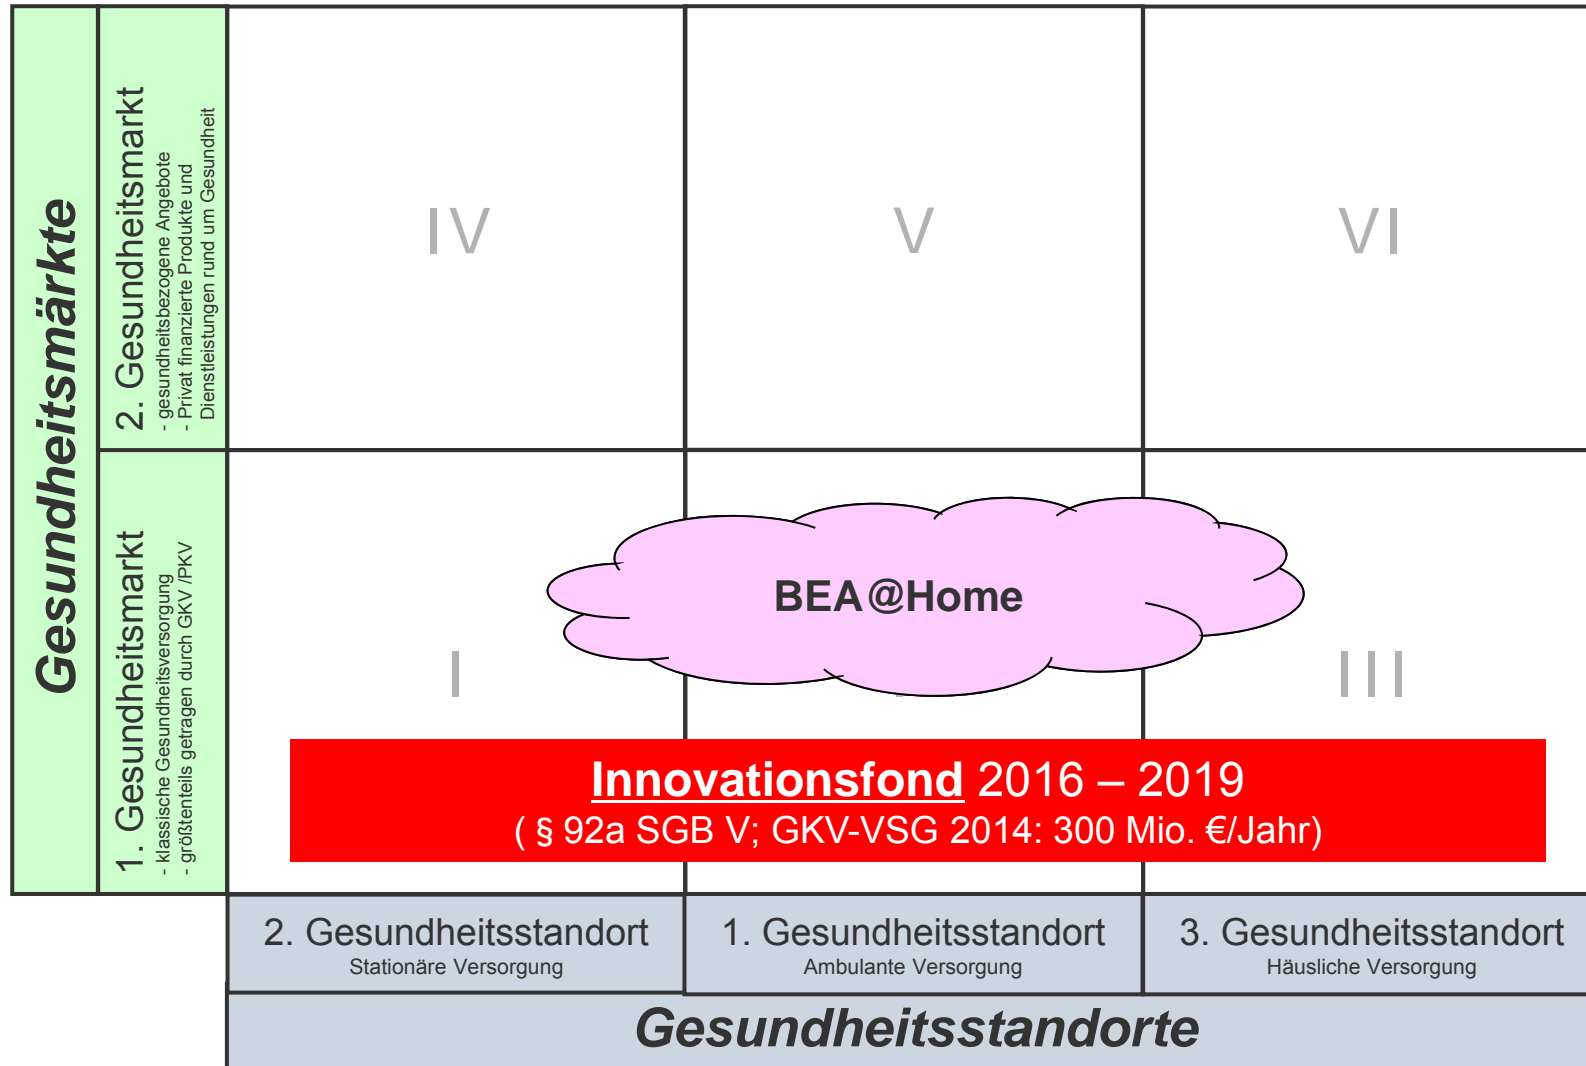 Gesundheitsmärkte
2. Gesundheitsmarkt
- gesundheitsbezogene Angebote
- Privat finanzierte Produkte und
Dienstleistungen rund um Gesundheit
IV
V
VI
1. Gesundheitsmarkt
- klassische Gesundheitsversorgung
- größtenteils getragen durch GKV /PKV
BEA@Home
I
III
Innovationsfond 2016 – 2019
( § 92a SGB V; GKV-VSG 2014: 300 Mio. €/Jahr)
2. Gesundheitsstandort
Stationäre Versorgung
1. Gesundheitsstandort
Ambulante Versorgung
3. Gesundheitsstandort
Häusliche Versorgung
Gesundheitsstandorte